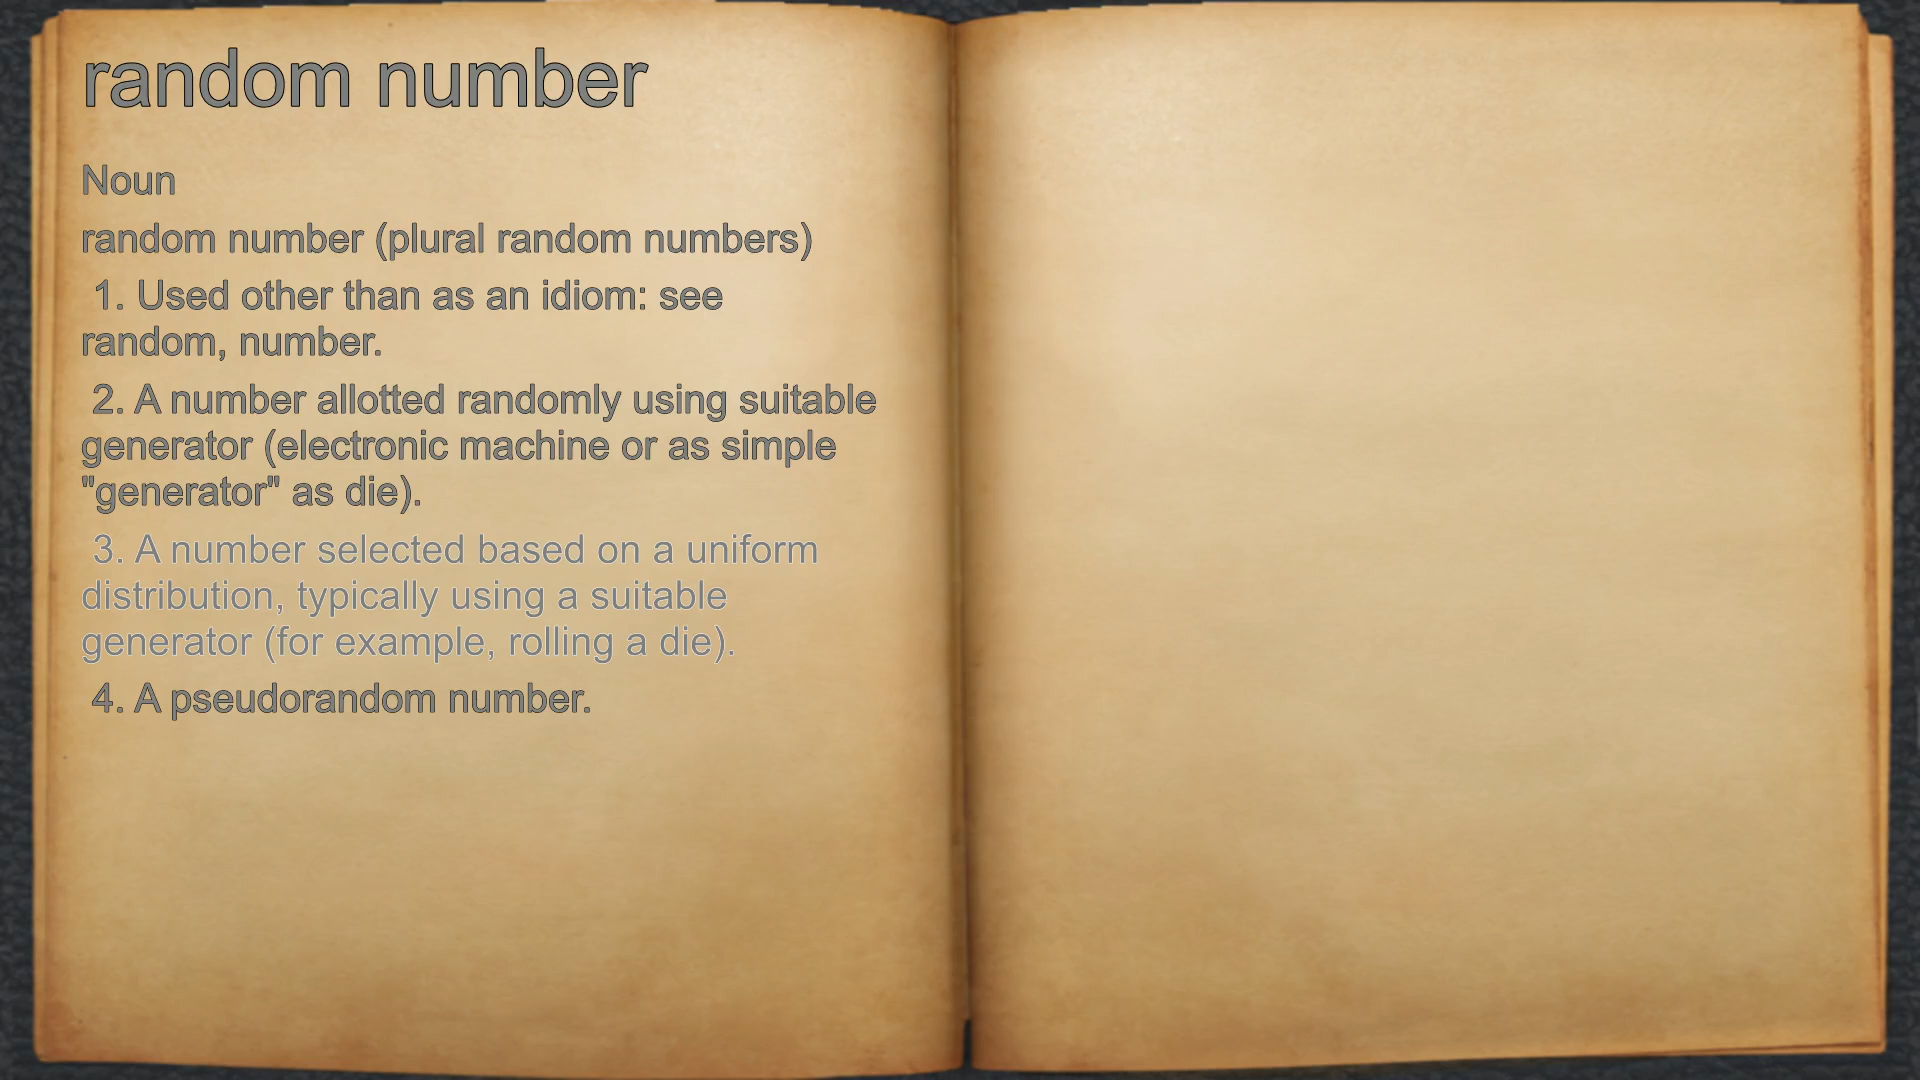 random number
Noun
random number (plural random numbers)
1. Used other than as an idiom: see
random, number.
2. A number allotted randomly using suitable
generator (electronic machine or as simple
"generator" as die).
3. A number selected based on a uniform
distribution, typically using a suitable
generator (for example, rolling a die).
4. A pseudorandom number.